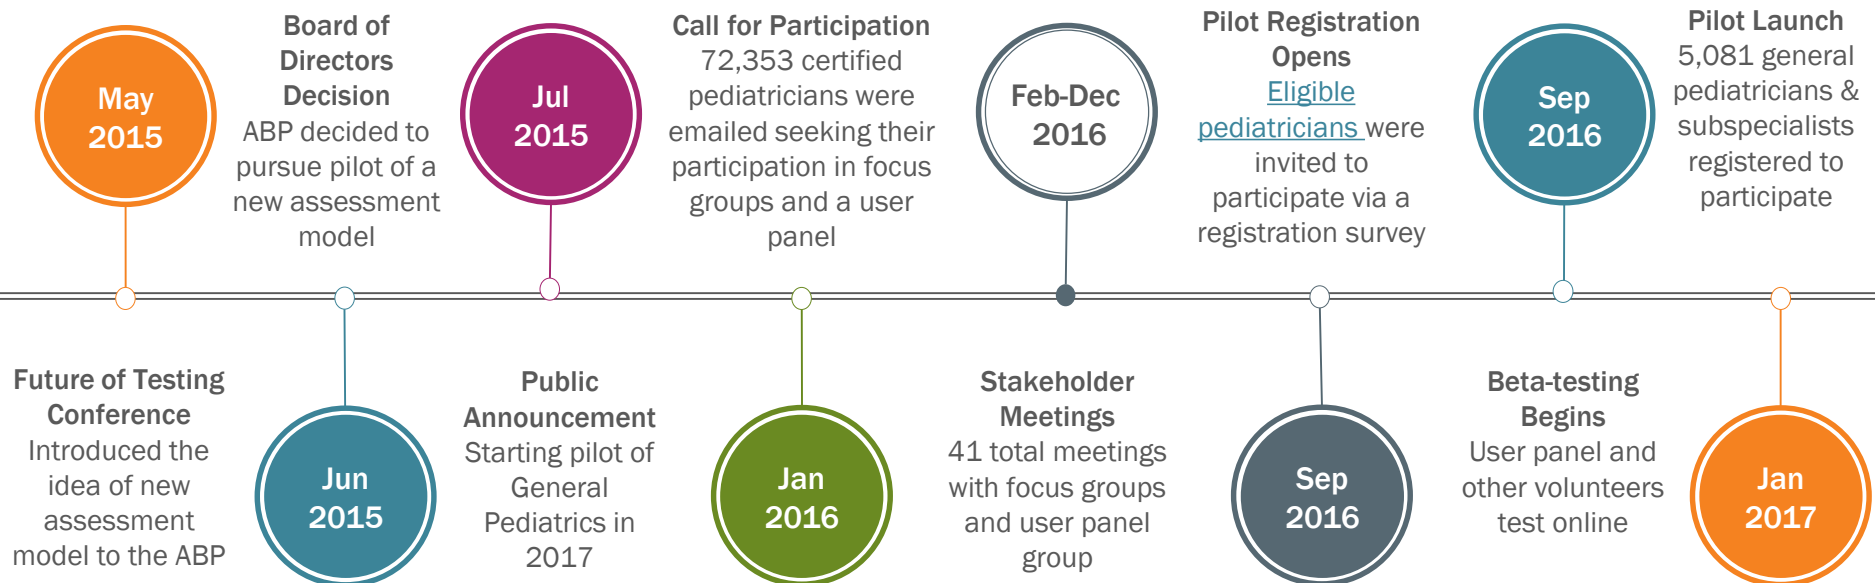 May
2015
Future of Testing
Conference
Introduced the
idea of new
assessment
model to the ABP
Board of
Directors
Decision
ABP decided to
pursue pilot of a
new assessment
model
Jun
2015
Jul
2015
Public
Announcement
Starting pilot of
General
Pediatrics in
2017
Call for Participation
72,353 certified
pediatricians were
emailed seeking their
participation in focus
groups and a user
panel
Jan
2016
Feb-Dec
2016
Stakeholder
Meetings
41 total meetings
with focus groups
and user panel
group
Pilot Registration
Opens
Eligible
pediatricians were
invited to
participate via a
registration survey
Sep
2016
Sep
2016
Beta-testing
Begins
User panel and
other volunteers
test online
Pilot Launch
5,081 general
pediatricians &
subspecialists
registered to
participate
Jan
2017